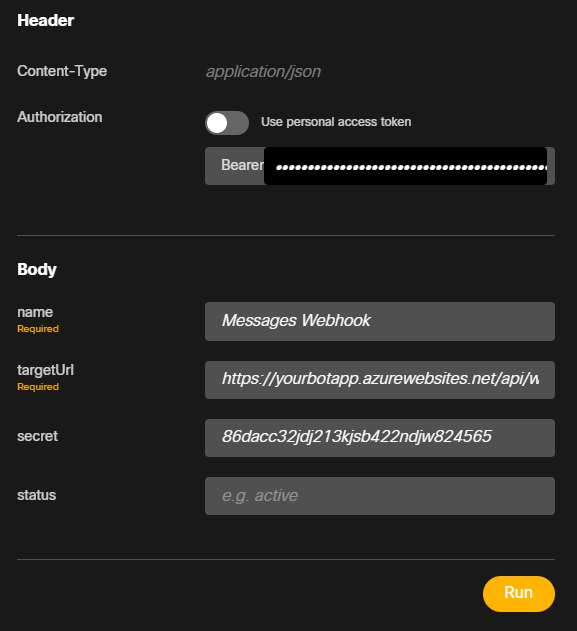 Header
Content-Type application/json
Authorization Use personal access token
Bearer ••••••••••••••••••••••••••••••••••••••••••
Body
name Messages Webhook
Required
targetUrl https://yourbotapp.azurewebsites.net/api/w
Required
secret 86dacc32jdj213kjsb422ndjw824565
status e.g. active
Run